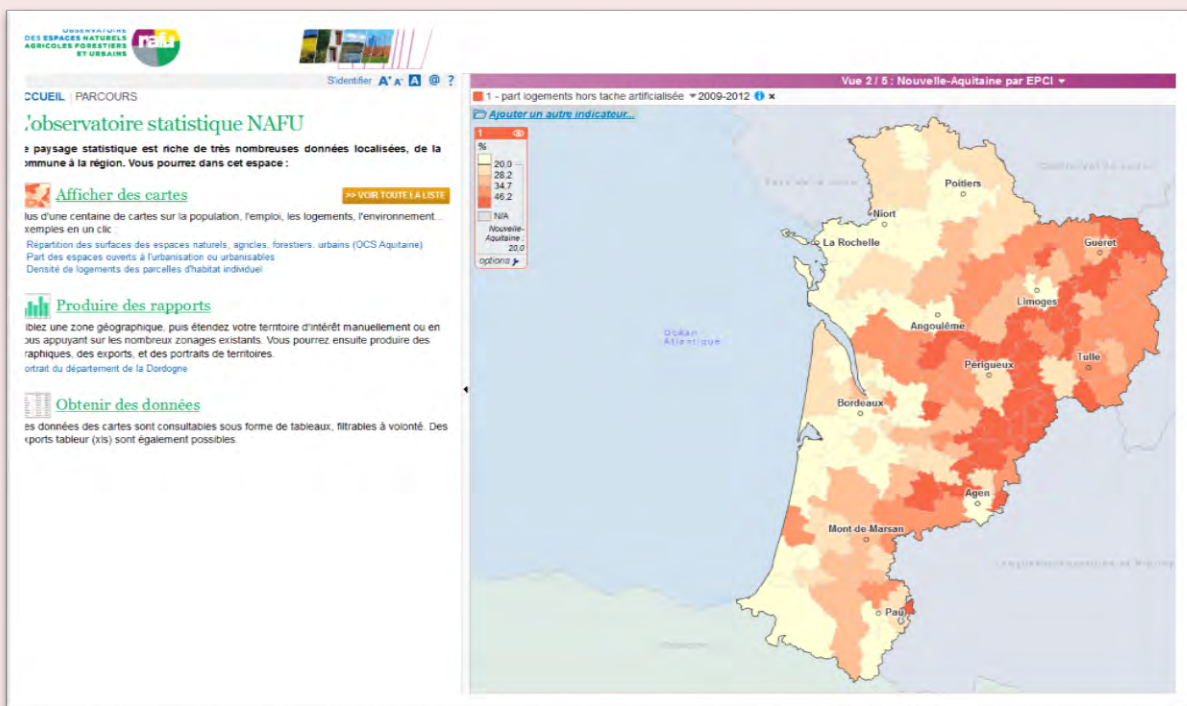 OBSERVATOIRE
DES ESPACES NATURELS
AGRICOLES FORESTIERS
ET URBAINS
nafu
S'identifier A+ A- A @ ?
CCUEIL | PARCOURS
'observatoire statistique NAFU
e paysage statistique est riche de très nombreuses données localisées, de la
ommune à la région. Vous pourrez dans cet espace :
Afficher des cartes
>> VOIR TOUTE LA LISTE
lus d'une centaine de cartes sur la population, l'emploi, les logements, l'environnement...
xemples en un clic :
Répartition des surfaces des espaces naturels, agricles, forestiers. urbains (OCS Aquitaine)
Part des espaces ouverts à l'urbanisation ou urbanisables
Densité de logements des parcelles d'habitat individuel
Produire des rapports
iblez une zone géographique, puis étendez votre territoire d'intérêt manuellement ou en
ous appuyant sur les nombreux zonages existants. Vous pourrez ensuite produire des
raphiques, des exports, et des portraits de territoires.
ortrait du département de la Dordogne
Obtenir des données
es données des cartes sont consultables sous forme de tableaux, filtrables à volonté. Des
xports tableur (xls) sont également possibles.
Vue 2 / 5 : Nouvelle-Aquitaine par EPCI
1 - part logements hors tache artificialisée 2009-2012 i x
Ajouter un autre indicateur...
1
%
20,0
28,2
34,7
46,2
N/A
Nouvelle-
Aquitaine :
20,0
options
Poitiers
Niort
La Rochelle
Guéret
Limoges
Angoulême
Océan
Atlantique
Périgueux
Tulle
Bordeaux
Agen
Mont de Marsan
Pau